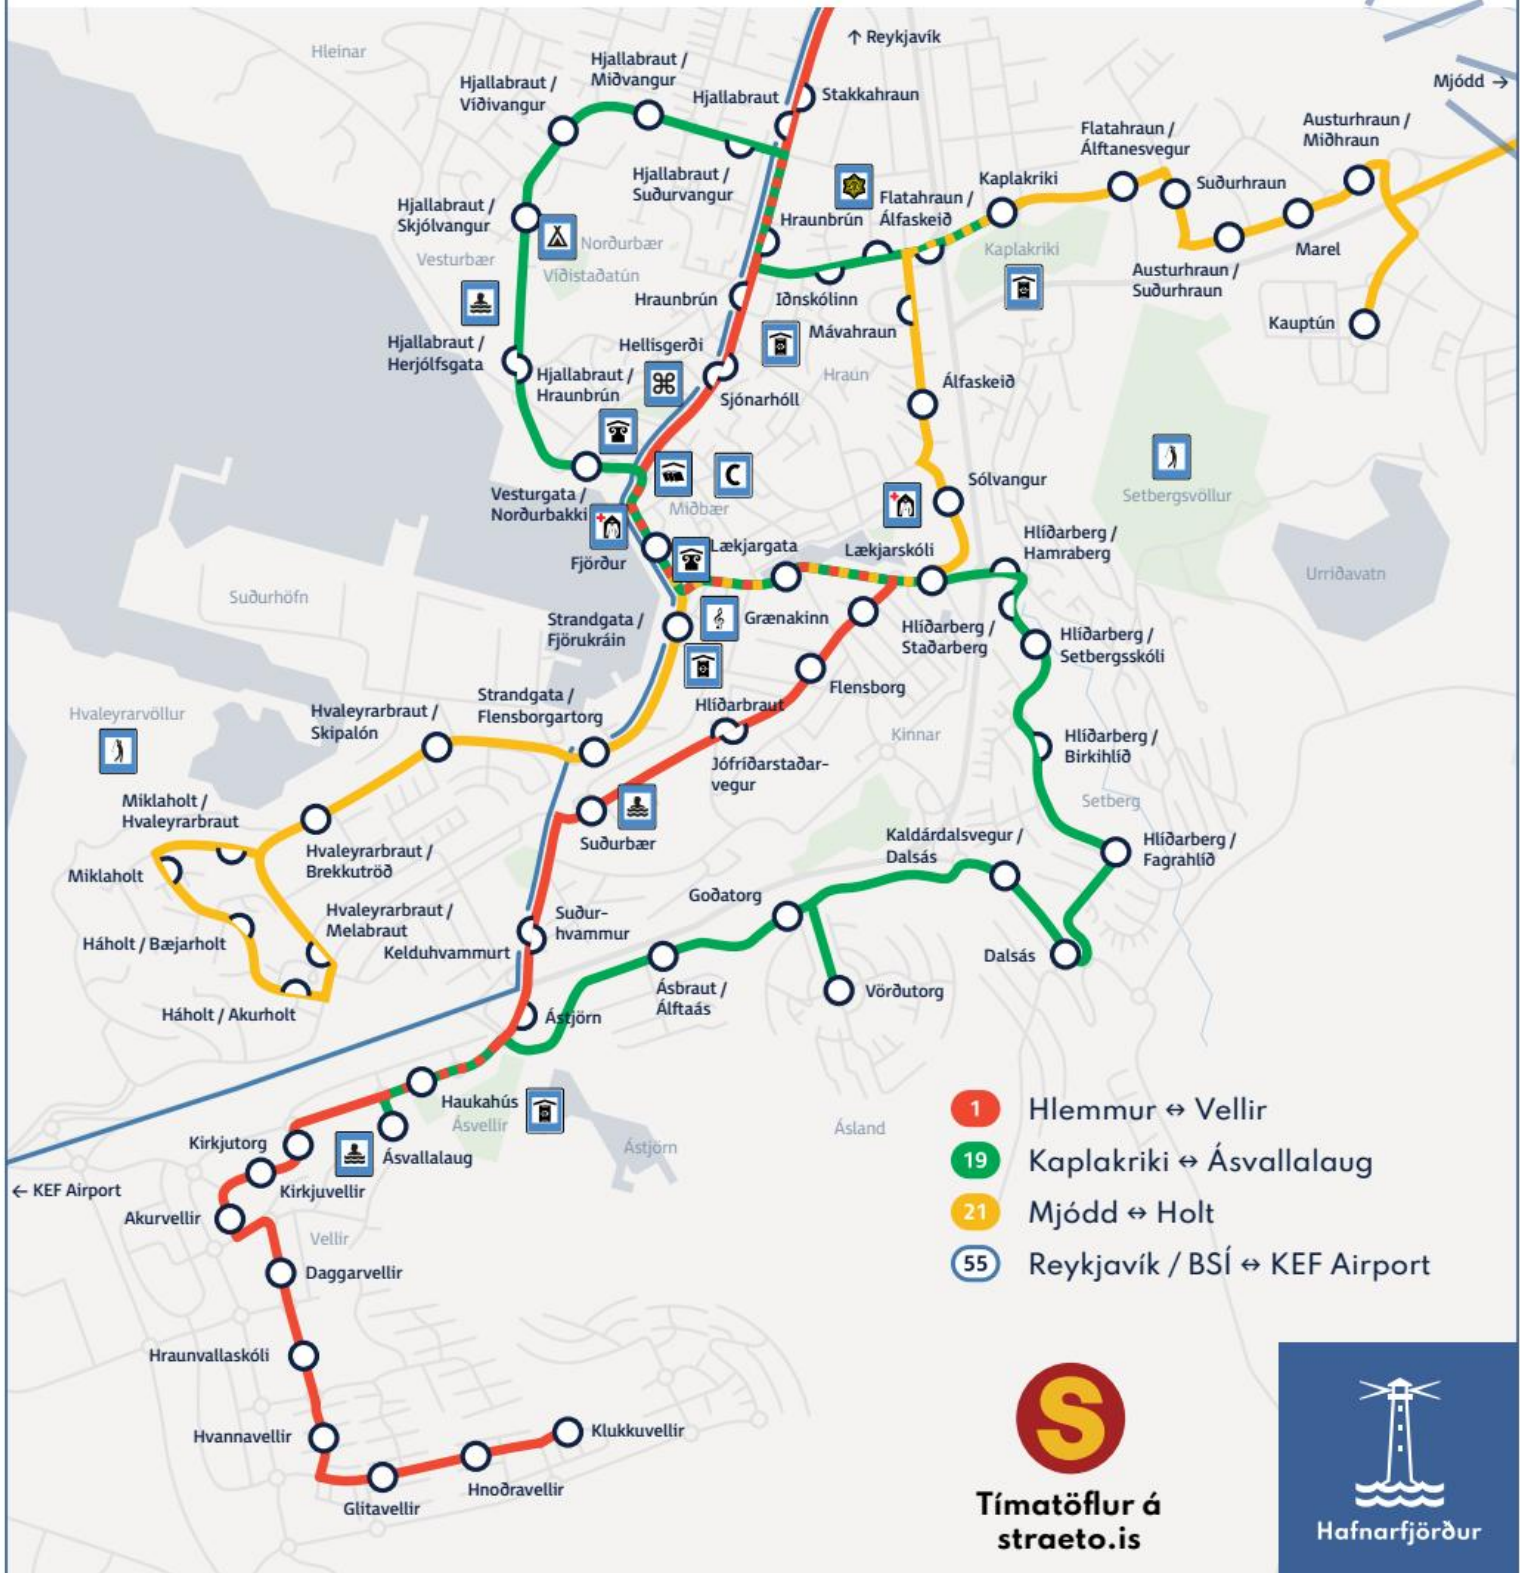 ↑ Reykjavík
Hleinar
Hjallabraut /
Miðvangur
Hjallabraut /
Víðivangur
Hjallabraut
Stakkahraun
Mjódd →
Austurhraun /
Miðhraun
Flatahraun /
Álftanesvegur
Hjallabraut /
Suðurvangur
Kaplakriki
Suðurhraun
Flatahraun /
Álfaskeið
Hraunbrún
Hjallabraut /
Skjólvangur
Norðurbær
Vesturbær
Víðistaðatún
Kaplakriki
Marel
Austurhraun /
Suðurhraun
Hraunbrún
Iðnskólinn
Mávahraun
Kauptún
Hjallabraut /
Herjólfsgata
Hellisgerði
Hjallabraut /
Hraunbrún
Hraun
Álfaskeið
Sjónarhóll
C
Sólvangur
Setbergsvöllur
Vesturgata /
Norðurbakki
Miðbær
Hlíðarberg /
Hamraberg
Fjörður
Lækjargata
Lækjarskóli
Urriðavatn
Suðurhöfn
Strandgata /
Fjörukráin
Grænakinn
Hlíðarberg /
Staðarberg
Hlíðarberg /
Setbergsskóli
Flensborg
Hvaleyrarvöllur
Hvaleyrarbraut /
Skipalón
Strandgata /
Flensborgartorg
Hlíðarbraut
Kinnar
Hlíðarberg /
Birkihlíð
Jófríðarstaðar-
vegur
Miklaholt /
Hvaleyrarbraut
Setberg
Suðurbær
Kaldárdalsvegur /
Dalsás
Hlíðarberg /
Fagrahlíð
Miklaholt
Hvaleyrarbraut /
Brekkutröð
Goðatorg
Hvaleyrarbraut /
Melabraut
Suður-
hvammur
Háholt / Bæjarholt
Kelduhvammurt
Dalsás
Ásbraut /
Álftaás
Vörðutorg
Háholt / Akurholt
Ástjörn
Haukahús
Ásvellir
Ásland
Ástjörn
Kirkjutorg
Ásvallalaug
← KEF Airport
Kirkjuvellir
Akurvellir
Vellir
Daggarvellir
Hraunvallaskóli
Hvannavellir
Klukkuvellir
Hnoðravellir
Glitavellir
1 Hlemmur ↔ Vellir
19 Kaplakriki ↔ Ásvallalaug
21 Mjódd ↔ Holt
55 Reykjavík / BSÍ ↔ KEF Airport
S
Tímatöflur á
straeto.is
Hafnarfjörður